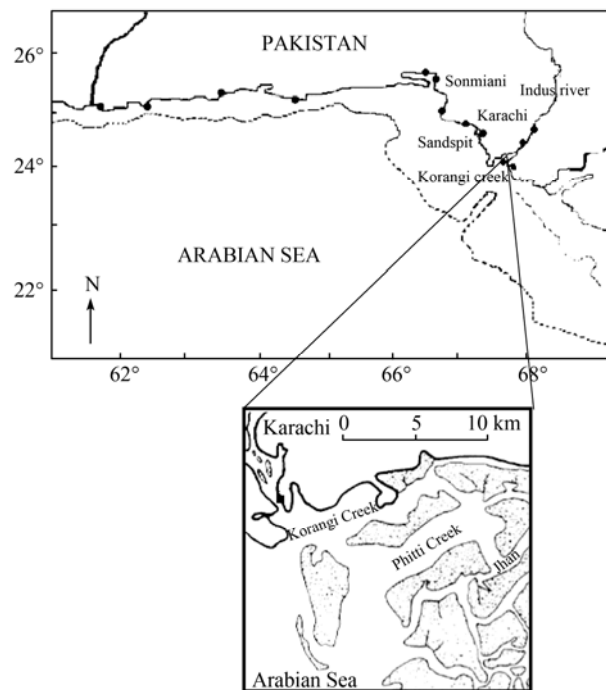 26°
PAKISTAN
Sonmiani
Indus river
Karachi
Sandspit
24°
Korangi creek
ARABIAN SEA
22°
N
62°
64°
66°
68°
Karachi
0 5 10 km
Korangi Creek
Phitti Creek
Jhan
Arabian Sea